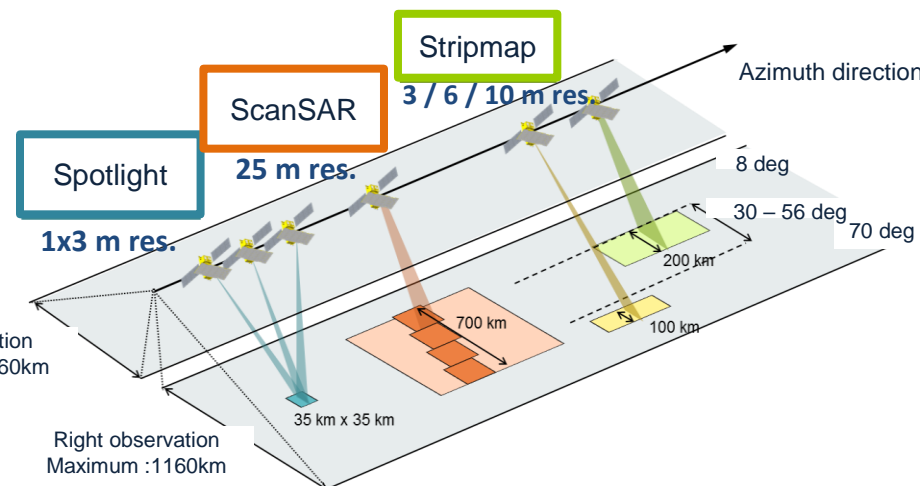 Stripmap
3 / 6 / 10 m res.
Azimuth direction
ScanSAR
25 m res.
Spotlight
1x3 m res.
8 deg
30 – 56 deg
70 deg
200 km
700 km
100 km
35 km x 35 km
Right observation
Maximum :1160km